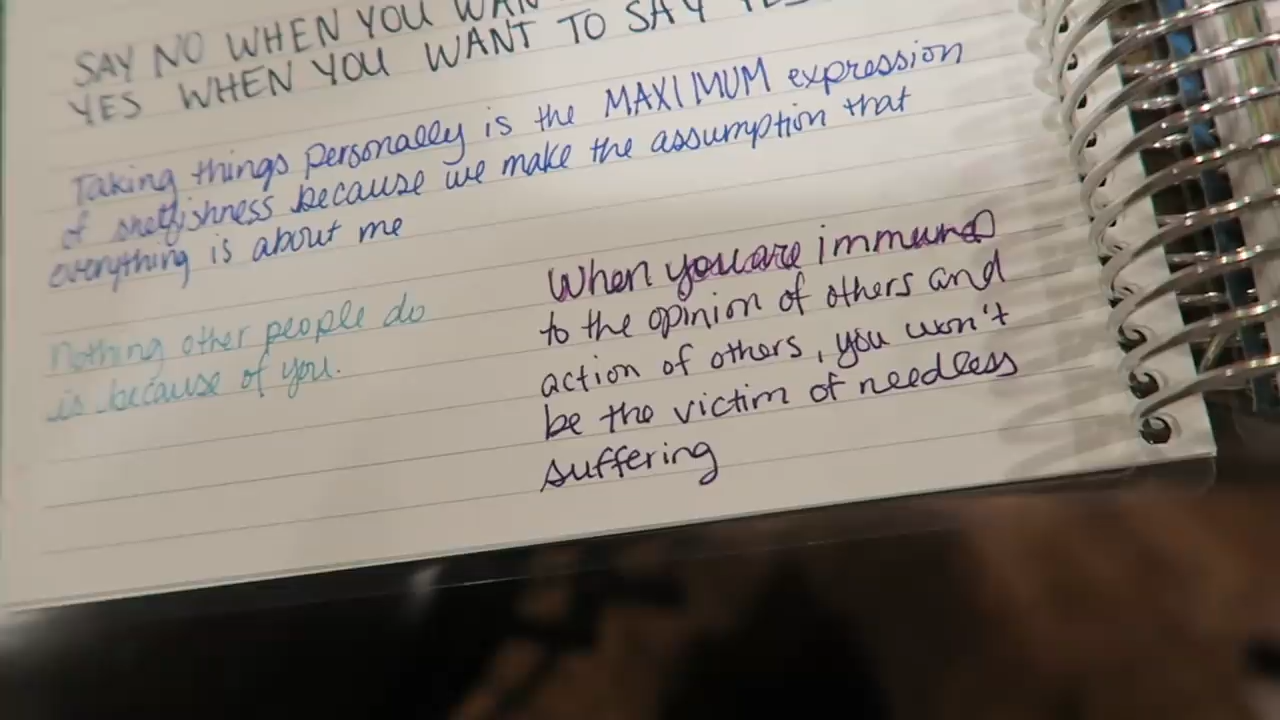 SAY NO WHEN YOU WAN
YES WHEN YOU WANT TO SAY
Taking things personally is the MAXIMUM expression
of snelfishness because we make the assumption that
everything is about me
Nothing other people do
is because of you.
When you are immune
to the opinion of others and
action of others, you won't
be the victim of needless
suffering